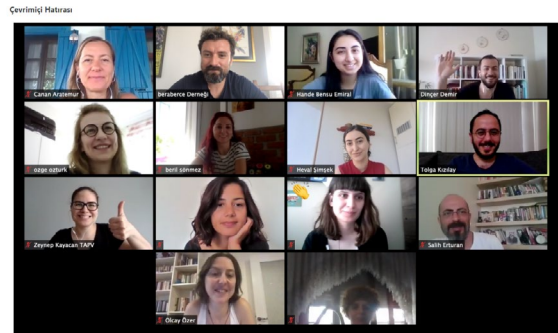 Çevrimiçi Hatırası
Canan Aratemur
beraberce Derneği
Hande Bensu Emiral
Dinçer Demir
ozge ozturk
beril sönmez
Heval Şimşek
Tolga Kızılay
Zeynep Kayacan TAPV
Salih Erturan
Olcay Özer